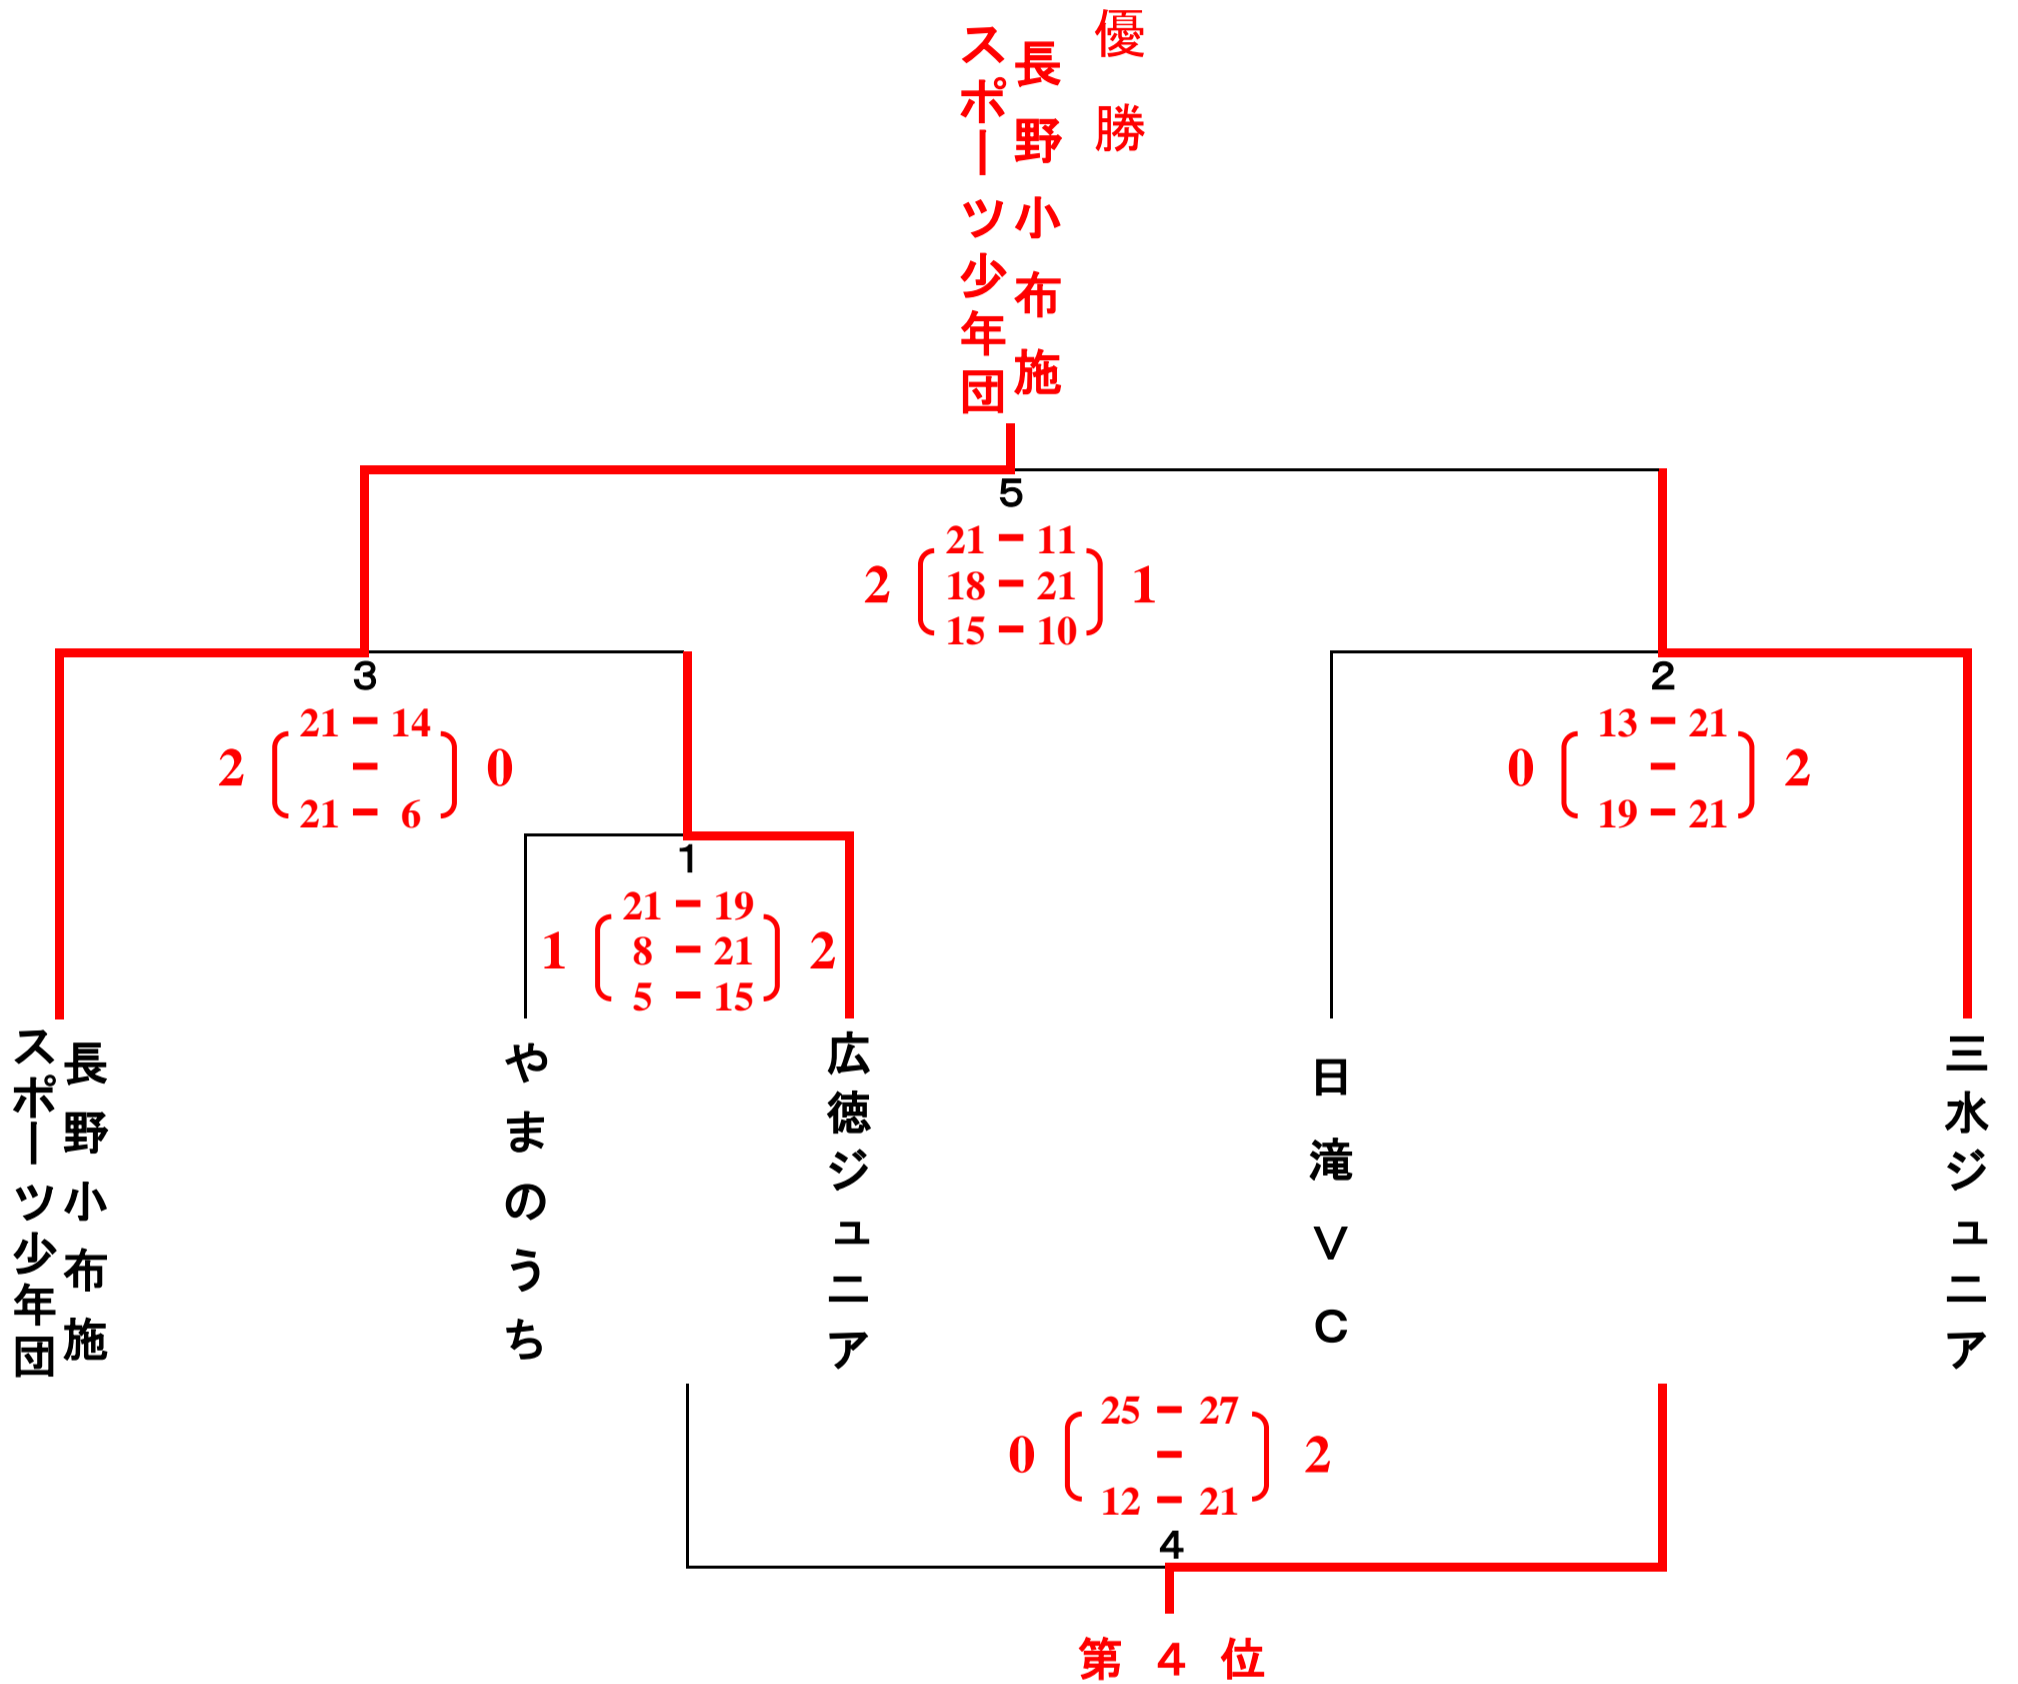 優勝
長野小布施
スポーツ少年団
5
21 － 11
2 18 － 21 1
15 － 10
3
21 － 14
2 － 0
21 － 6
2
13 － 21
0 － 2
19 － 21
1
21 － 19
1 8 － 21 2
5 － 15
長野小布施
スポーツ少年団
やまのうち
広徳ジュニア
日滝VC
三水ジュニア
25 － 27
0 － 2
12 － 21
4
第4位